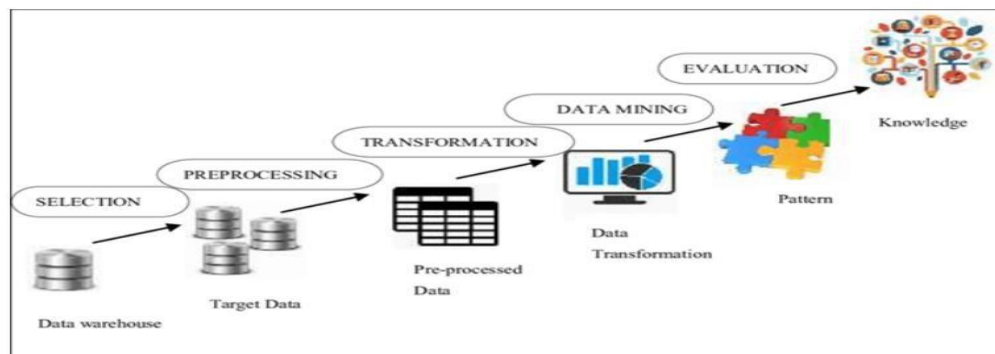 EVALUATION
DATA MINING
Knowledge
TRANSFORMATION
PREPROCESSING
Pattern
SELECTION
Data
Transformation
Pre-processed
Data
Target Data
Data warehouse